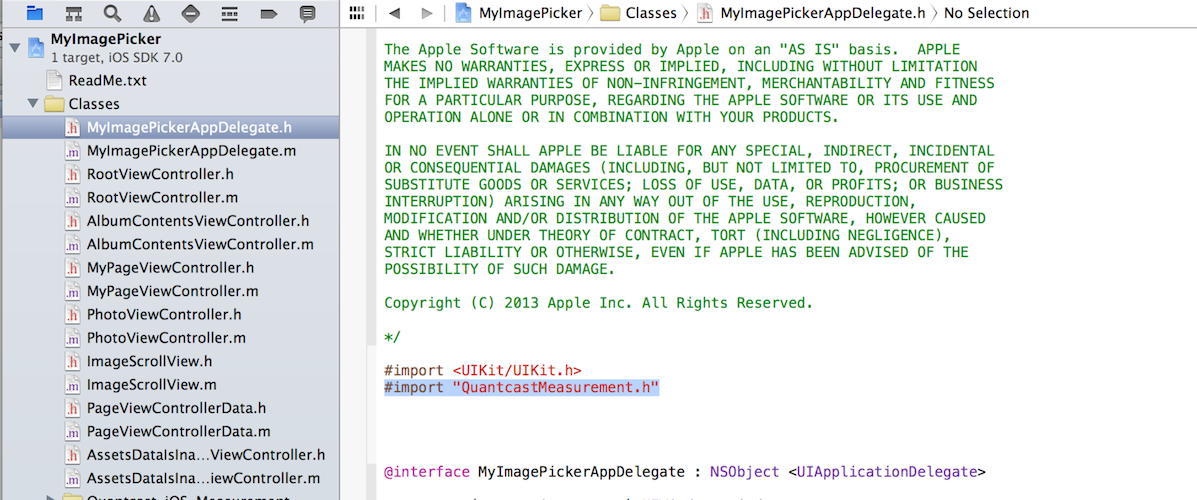 MyImagePicker
1 target, iOS SDK 7.0
ReadMe.txt
Classes
MyImagePickerAppDelegate.h
MyImagePickerAppDelegate.m
RootViewController.h
RootViewController.m
AlbumContentsViewController.h
AlbumContentsViewController.m
MyPageViewController.h
MyPageViewController.m
PhotoViewController.h
PhotoViewController.m
ImageScrollView.h
ImageScrollView.m
PageViewControllerData.h
PageViewControllerData.m
AssetsDataIsIna...ViewController.h
AssetsDataIsIna...iewController.m
MyImagePicker Classes MyImagePickerAppDelegate.h No Selection
The Apple Software is provided by Apple on an "AS IS" basis.  APPLE
MAKES NO WARRANTIES, EXPRESS OR IMPLIED, INCLUDING WITHOUT LIMITATION
THE IMPLIED WARRANTIES OF NON-INFRINGEMENT, MERCHANTABILITY AND FITNESS
FOR A PARTICULAR PURPOSE, REGARDING THE APPLE SOFTWARE OR ITS USE AND
OPERATION ALONE OR IN COMBINATION WITH YOUR PRODUCTS.
IN NO EVENT SHALL APPLE BE LIABLE FOR ANY SPECIAL, INDIRECT, INCIDENTAL
OR CONSEQUENTIAL DAMAGES (INCLUDING, BUT NOT LIMITED TO, PROCUREMENT OF
SUBSTITUTE GOODS OR SERVICES; LOSS OF USE, DATA, OR PROFITS; OR BUSINESS
INTERRUPTION) ARISING IN ANY WAY OUT OF THE USE, REPRODUCTION,
MODIFICATION AND/OR DISTRIBUTION OF THE APPLE SOFTWARE, HOWEVER CAUSED
AND WHETHER UNDER THEORY OF CONTRACT, TORT (INCLUDING NEGLIGENCE),
STRICT LIABILITY OR OTHERWISE, EVEN IF APPLE HAS BEEN ADVISED OF THE
POSSIBILITY OF SUCH DAMAGE.
Copyright (C) 2013 Apple Inc. All Rights Reserved.
*/
#import <UIKit/UIKit.h>
#import "QuantcastMeasurement.h"
@interface MyImagePickerAppDelegate : NSObject <UIApplicationDelegate>